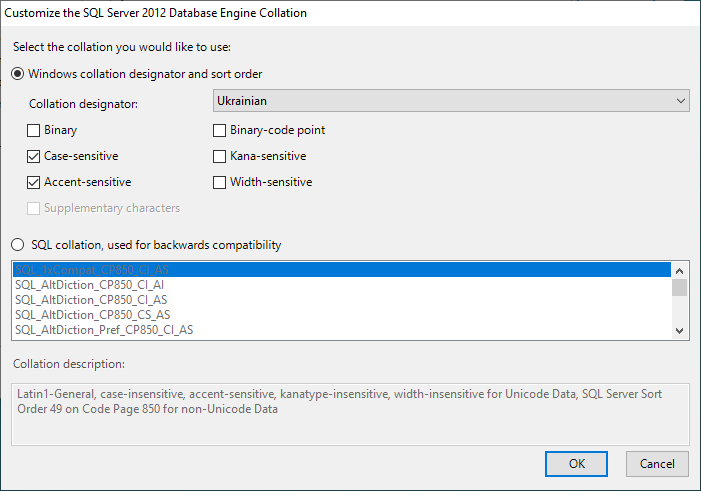 Customize the SQL Server 2012 Database Engine Collation
Select the collation you would like to use:
Windows collation designator and sort order
Collation designator: Ukrainian
Binary Binary-code point
Case-sensitive Kana-sensitive
Accent-sensitive Width-sensitive
Supplementary characters
SQL collation, used for backwards compatibility
SQL_1xCompat_CP850_CI_AS
SQL_AltDiction_CP850_CI_AI
SQL_AltDiction_CP850_CI_AS
SQL_AltDiction_CP850_CS_AS
SQL_AltDiction_Pref_CP850_CI_AS
Collation description:
Latin1-General, case-insensitive, accent-sensitive, kanatype-insensitive, width-insensitive for Unicode Data, SQL Server Sort
Order 49 on Code Page 850 for non-Unicode Data
OK Cancel